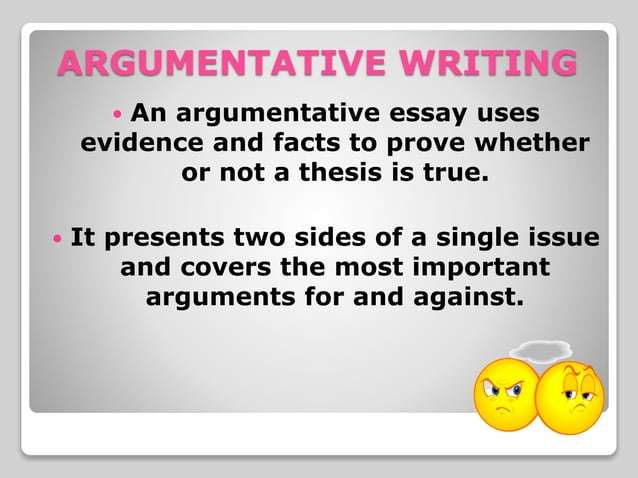 ARGUMENTATIVE WRITING
• An argumentative essay uses
evidence and facts to prove whether
or not a thesis is true.
• It presents two sides of a single issue
and covers the most important
arguments for and against.